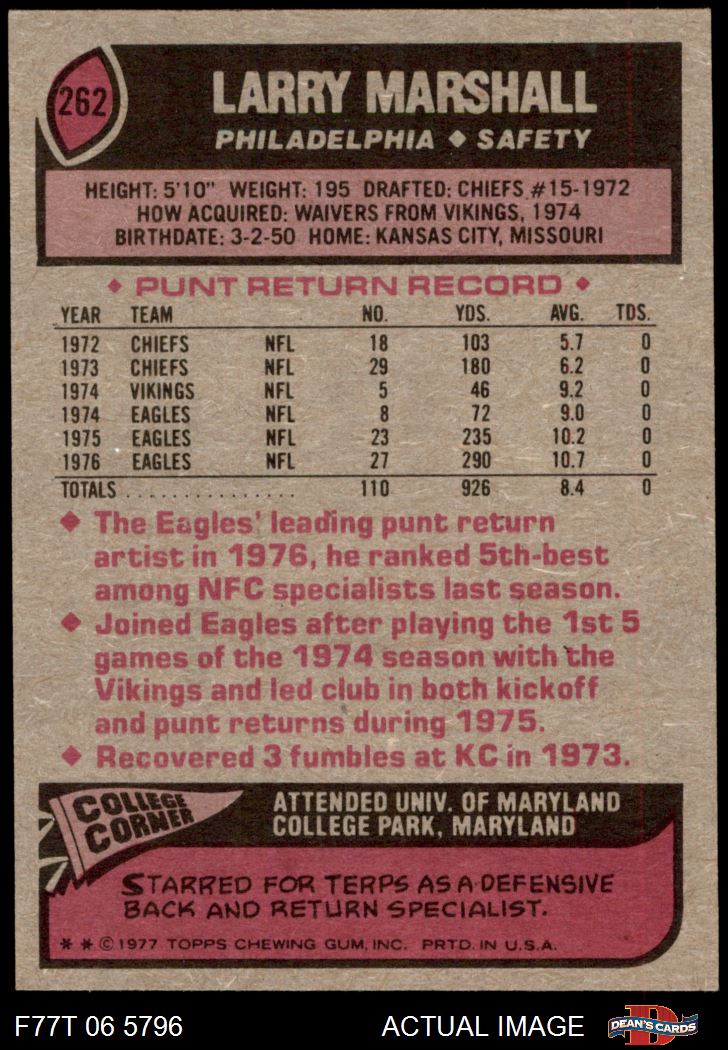 262
LARRY MARSHALL
PHILADELPHIA ◆ SAFETY
HEIGHT: 5'10" WEIGHT: 195 DRAFTED: CHIEFS #15-1972
HOW ACQUIRED: WAIVERS FROM VIKINGS, 1974
BIRTHDATE: 3-2-50 HOME: KANSAS CITY, MISSOURI
◆ PUNT RETURN RECORD ◆
YEAR TEAM NO. YDS. AVG. TDS.
1972 CHIEFS NFL 18 103 5.7 0
1973 CHIEFS NFL 29 180 6.2 0
1974 VIKINGS NFL 5 46 9.2 0
1974 EAGLES NFL 8 72 9.0 0
1975 EAGLES NFL 23 235 10.2 0
1976 EAGLES NFL 27 290 10.7 0
TOTALS . . . . . . . . . . . . . . . . 110 926 8.4 0
◆ The Eagles' leading punt return
artist in 1976, he ranked 5th-best
among NFC specialists last season.
◆ Joined Eagles after playing the 1st 5
games of the 1974 season with the
Vikings and led club in both kickoff
and punt returns during 1975.
◆ Recovered 3 fumbles at KC in 1973.
COLLEGE
CORNER
ATTENDED UNIV. OF MARYLAND
COLLEGE PARK, MARYLAND
STARRED FOR TERPS AS A DEFENSIVE
BACK AND RETURN SPECIALIST.
* * © 1977 TOPPS CHEWING GUM, INC. PRTD. IN U.S.A.
F77T 06 5796 ACTUAL IMAGE
D
DEAN'S CARDS